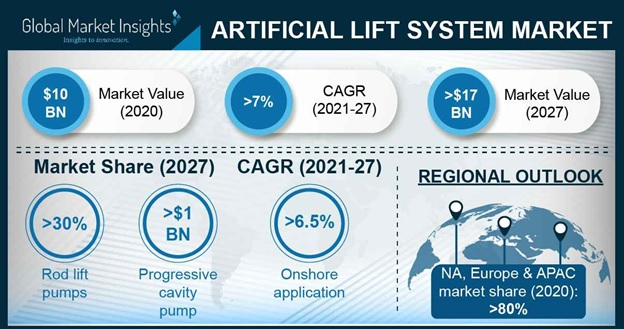 Global Market Insights
Insights to Innovation
ARTIFICIAL LIFT SYSTEM MARKET
$10
BN
Market Value
(2020)
>7%
CAGR
(2021-27)
>$17
BN
Market Value
(2027)
Market Share (2027)
CAGR (2021-27)
>30%
Rod lift
pumps
>$1
BN
Progressive
cavity
pump
>6.5%
Onshore
application
REGIONAL OUTLOOK
NA, Europe & APAC
market share (2020):
>80%